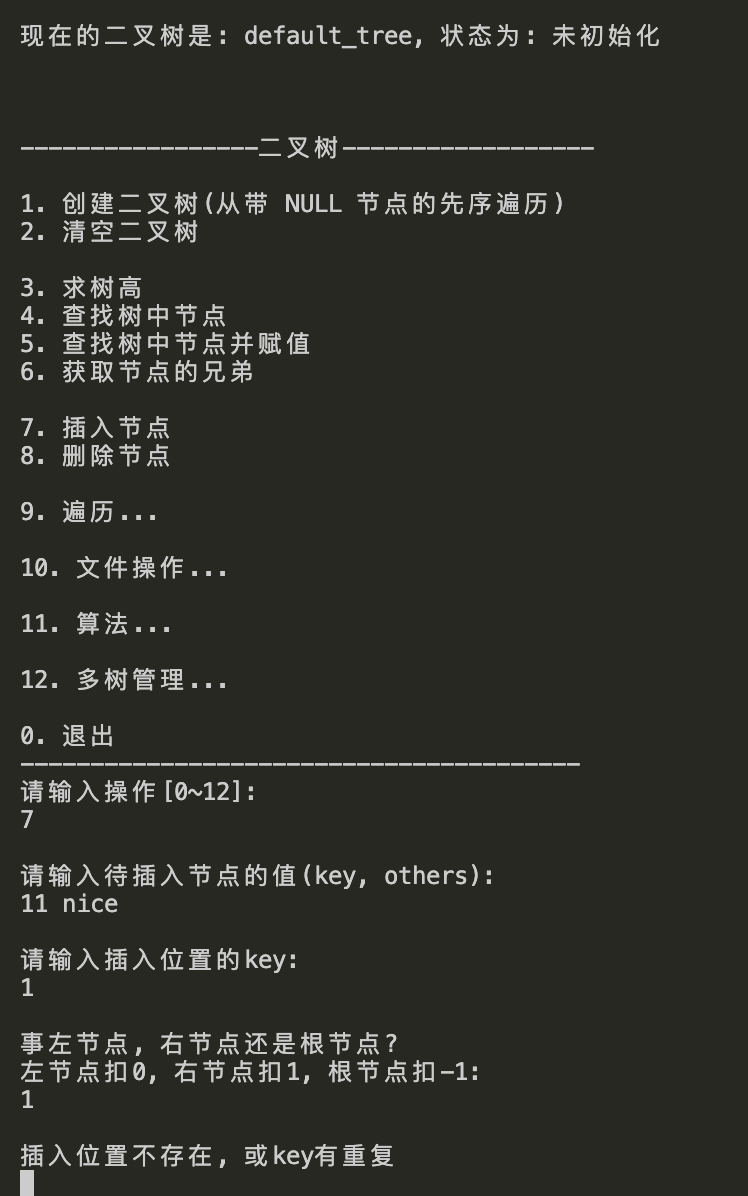 现在的二叉树是: default_tree, 状态为: 未初始化
-----------------二叉树------------------
1. 创建二叉树(从带 NULL 节点的先序遍历)
2. 清空二叉树
3. 求树高
4. 查找树中节点
5. 查找树中节点并赋值
6. 获取节点的兄弟
7. 插入节点
8. 删除节点
9. 遍历...
10. 文件操作...
11. 算法...
12. 多树管理...
0. 退出
----------------------------------------
请输入操作[0~12]:
7
请输入待插入节点的值(key, others):
11 nice
请输入插入位置的key:
1
事左节点, 右节点还是根节点?
左节点扣0, 右节点扣1, 根节点扣-1:
1
插入位置不存在, 或key有重复